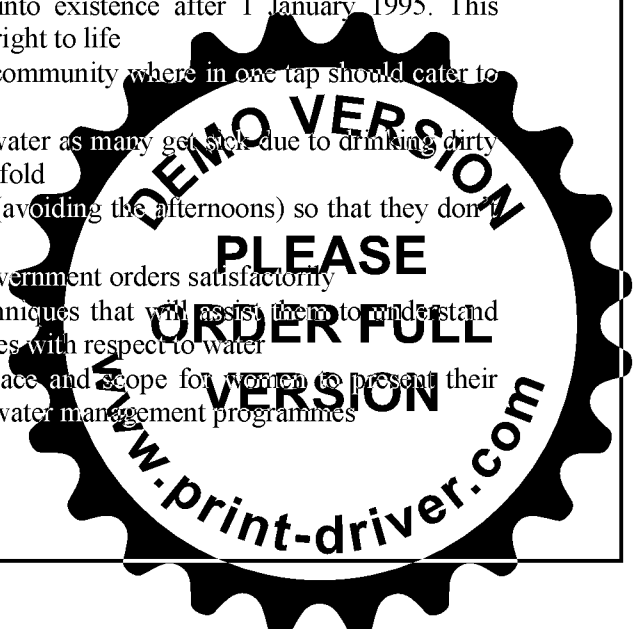 into existence after 1 January 1995. This
right to life
community where in one tap should cater to
water as many get sick due to drinking dirty
fold
(avoiding the afternoons) so that they don't
vernment orders satisfactorily
hniques that will assist them to understand
es with respect to water
ace and scope for women to present their
water management programmes
DEMO VERSION
PLEASE
ORDER FULL
VERSION
www.print-driver.com